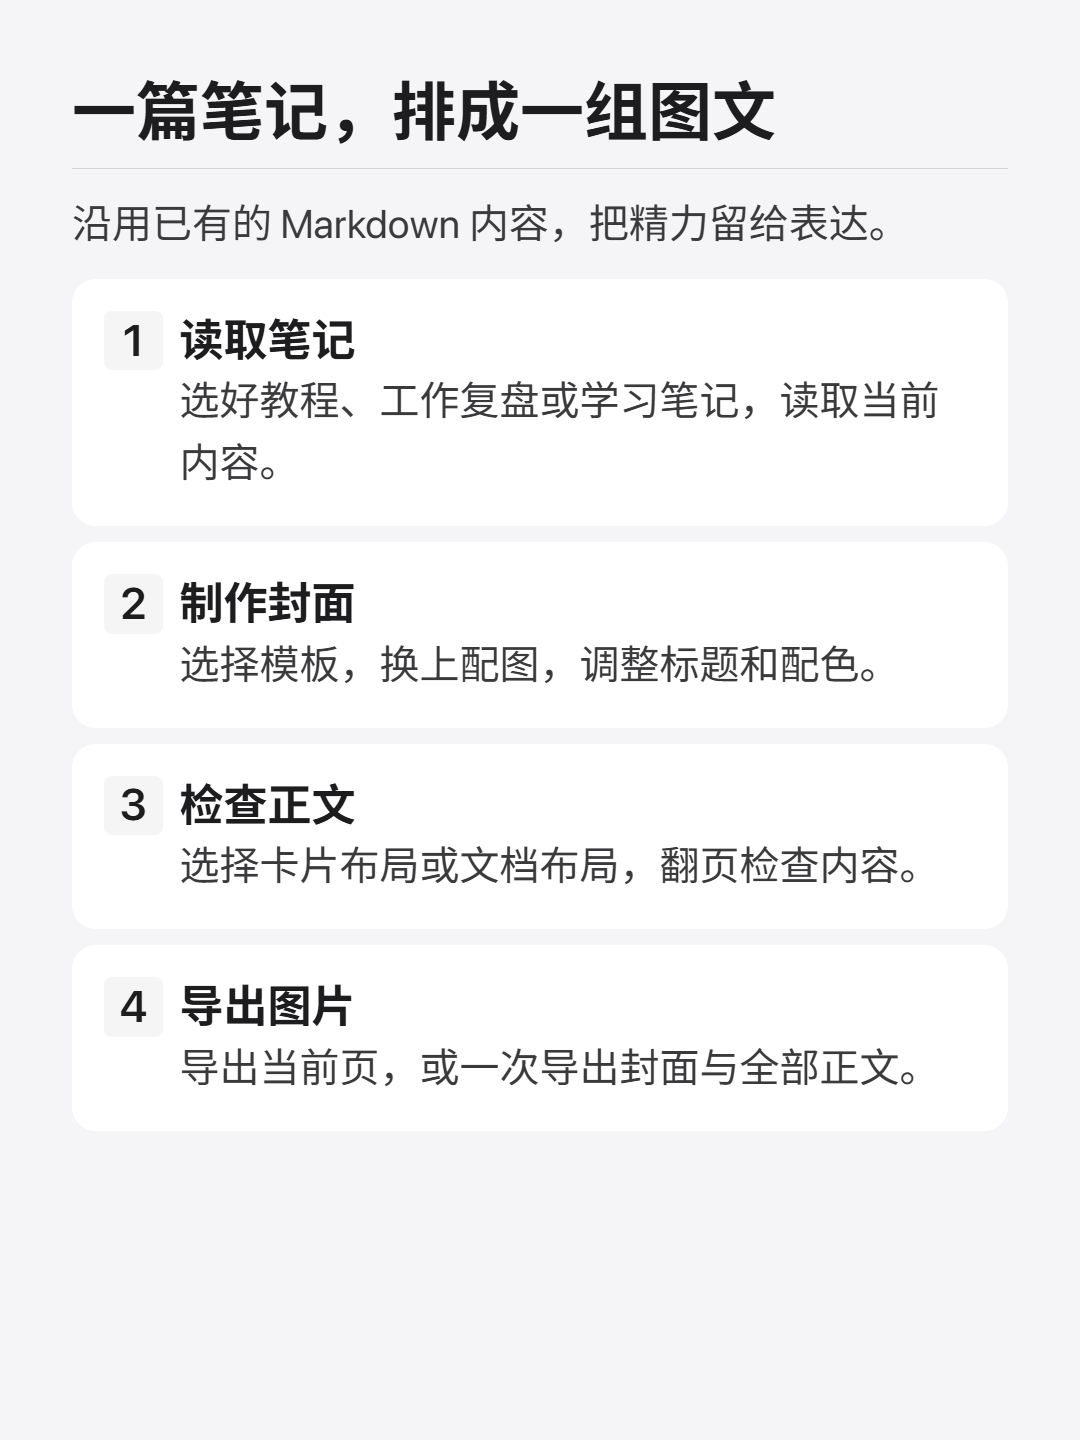 一篇笔记，排成一组图文
沿用已有的 Markdown 内容，把精力留给表达。
1 读取笔记
选好教程、工作复盘或学习笔记，读取当前
内容。
2 制作封面
选择模板，换上配图，调整标题和配色。
3 检查正文
选择卡片布局或文档布局，翻页检查内容。
4 导出图片
导出当前页，或一次导出封面与全部正文。